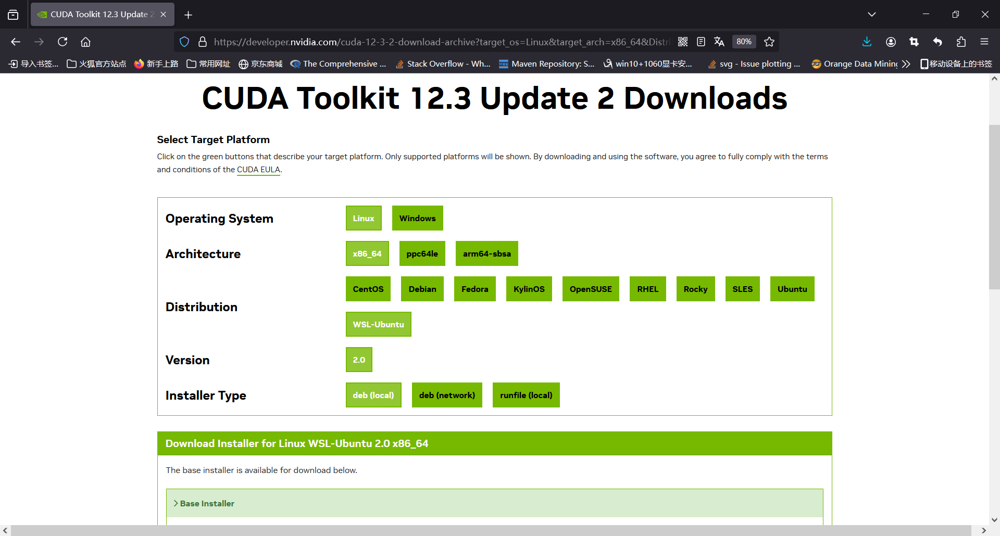 CUDA Toolkit 12.3 Update 2
https://developer.nvidia.com/cuda-12-3-2-download-archive?target_os=Linux&target_arch=x86_64&Distri
80%
导入书签... 火狐官方站点 新手上路 常用网址 京东商城 The Comprehensive ... Stack Overflow - Wh... Maven Repository: S... win10+1060显卡安... svg - Issue plotting ... Orange Data Mining 移动设备上的书签
CUDA Toolkit 12.3 Update 2 Downloads
Select Target Platform
Click on the green buttons that describe your target platform. Only supported platforms will be shown. By downloading and using the software, you agree to fully comply with the terms
and conditions of the CUDA EULA.
Operating System Linux Windows
Architecture x86_64 ppc64le arm64-sbsa
Distribution CentOS Debian Fedora KylinOS OpenSUSE RHEL Rocky SLES Ubuntu
WSL-Ubuntu
Version 2.0
Installer Type deb (local) deb (network) runfile (local)
Download Installer for Linux WSL-Ubuntu 2.0 x86_64
The base installer is available for download below.
Base Installer